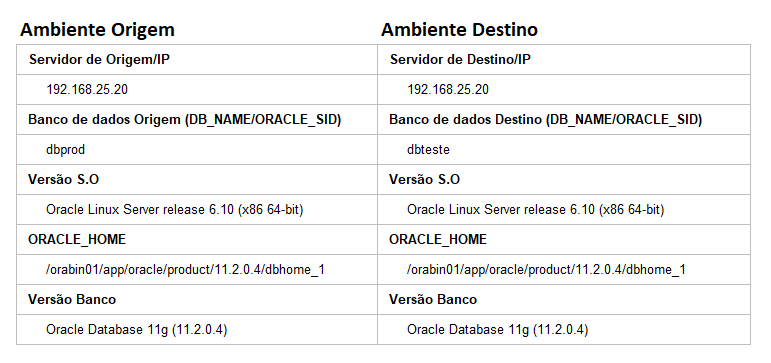 Ambiente Origem Ambiente Destino
Servidor de Origem/IP Servidor de Destino/IP
192.168.25.20 192.168.25.20
Banco de dados Origem (DB_NAME/ORACLE_SID) Banco de dados Destino (DB_NAME/ORACLE_SID)
dbprod dbteste
Versão S.O Versão S.O
Oracle Linux Server release 6.10 (x86 64-bit) Oracle Linux Server release 6.10 (x86 64-bit)
ORACLE_HOME ORACLE_HOME
/orabin01/app/oracle/product/11.2.0.4/dbhome_1 /orabin01/app/oracle/product/11.2.0.4/dbhome_1
Versão Banco Versão Banco
Oracle Database 11g (11.2.0.4) Oracle Database 11g (11.2.0.4)